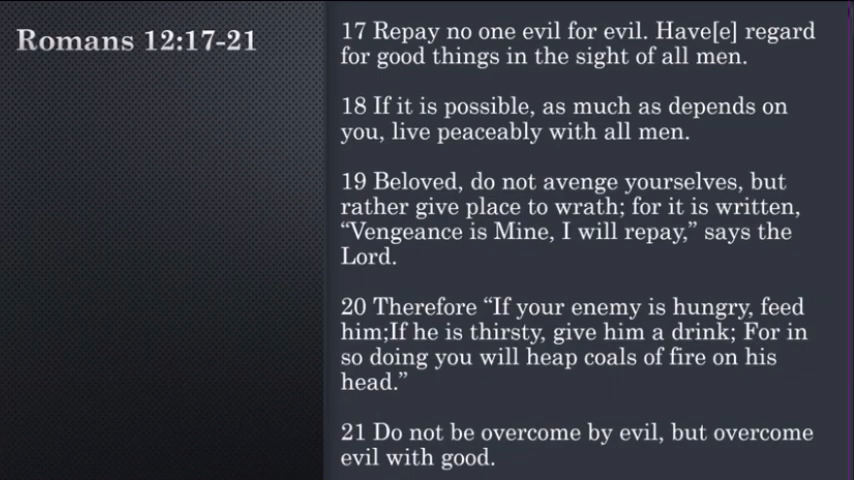 Romans 12:17-21
17 Repay no one evil for evil. Have[e] regard
for good things in the sight of all men.
18 If it is possible, as much as depends on
you, live peaceably with all men.
19 Beloved, do not avenge yourselves, but
rather give place to wrath; for it is written,
“Vengeance is Mine, I will repay,” says the
Lord.
20 Therefore “If your enemy is hungry, feed
him;If he is thirsty, give him a drink; For in
so doing you will heap coals of fire on his
head.”
21 Do not be overcome by evil, but overcome
evil with good.